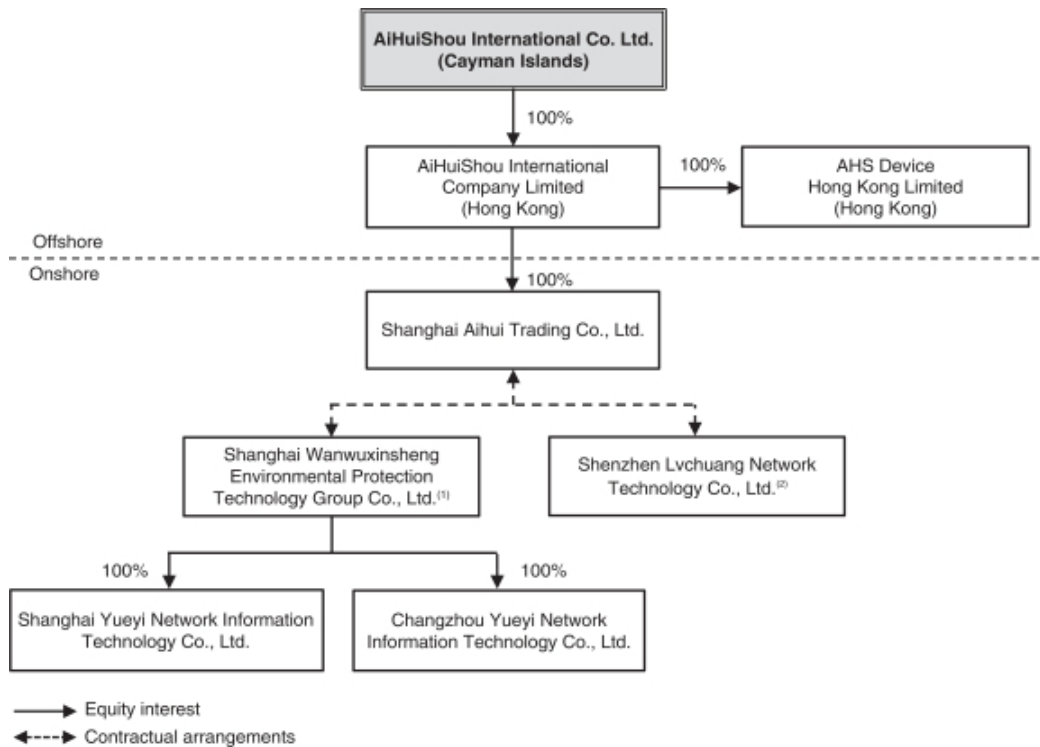 AiHuiShou International Co. Ltd.
(Cayman Islands)
100%
AiHuiShou International
Company Limited
(Hong Kong)
100%
AHS Device
Hong Kong Limited
(Hong Kong)
Offshore
Onshore
100%
Shanghai Aihui Trading Co., Ltd.
Shanghai Wanwuxinsheng
Environmental Protection
Technology Group Co., Ltd.(1)
Shenzhen Lvchuang Network
Technology Co., Ltd.(2)
100%
100%
Shanghai Yueyi Network Information
Technology Co., Ltd.
Changzhou Yueyi Network
Information Technology Co., Ltd.
Equity interest
Contractual arrangements